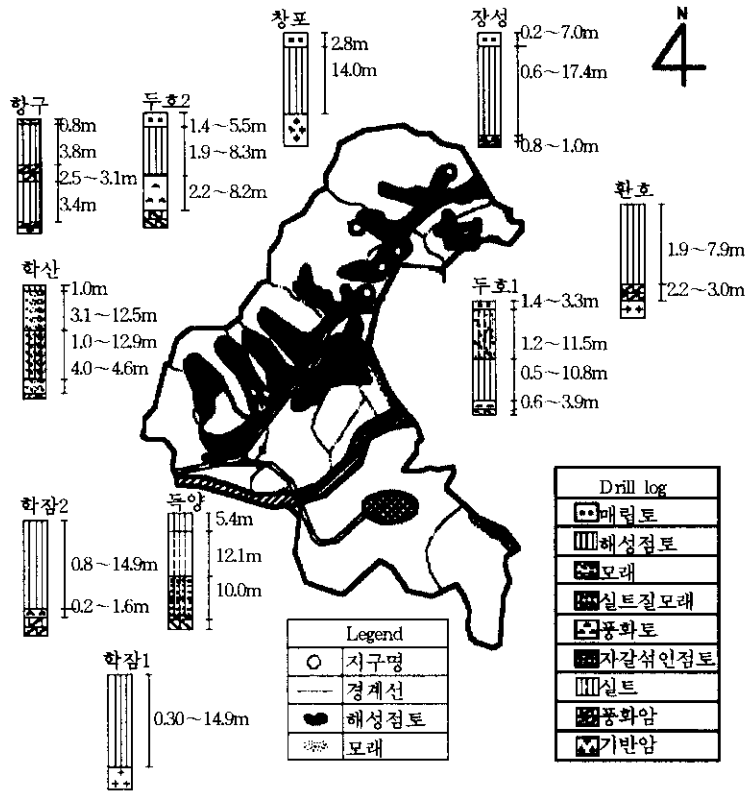 창포
2.8m
14.0m
장성
0.2~7.0m
0.6~17.4m
0.8~1.0m
N
항구
0.8m
3.8m
2.5~3.1m
3.4m
두호2
1.4~5.5m
1.9~8.3m
2.2~8.2m
환호
1.9~7.9m
2.2~3.0m
학산
1.0m
3.1~12.5m
1.0~12.9m
4.0~4.6m
두호1
1.4~3.3m
1.2~11.5m
0.5~10.8m
0.6~3.9m
학잠2
0.8~14.9m
0.2~1.6m
득양
5.4m
12.1m
10.0m
학잠1
0.30~14.9m
Legend
지구명
경계선
해성점토
모래
Drill log
매립토
해성점토
모래
실트질모래
풍화토
자갈섞인점토
실트
풍화암
기반암